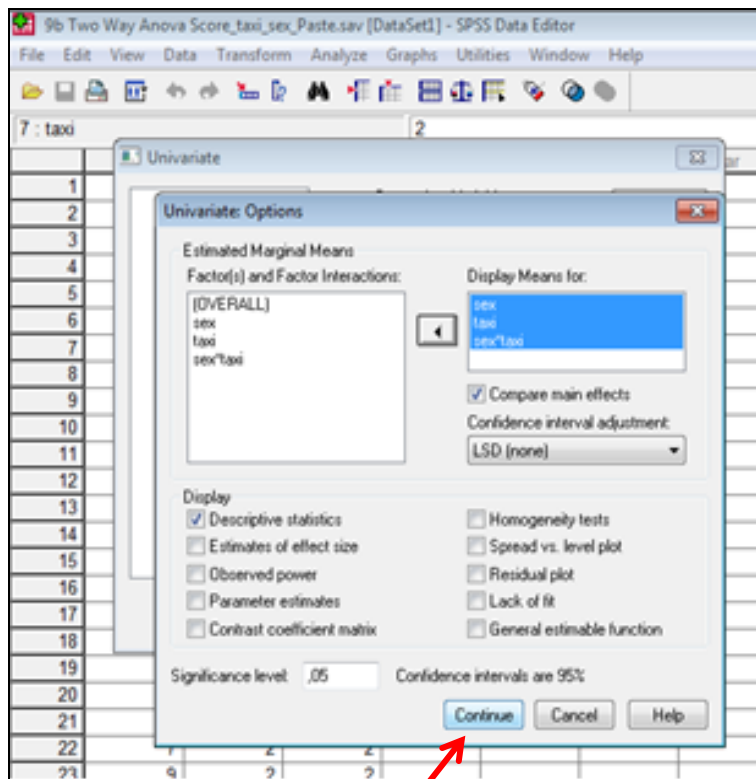 9b Two Way Anova Score_taxi_sex_Paste.sav [DataSet1] - SPSS Data Editor
File Edit View Data Transform Analyze Graphs Utilities Window Help
7 : taxi 2
Univariate
1
2
3
4
5
6
7
8
9
10
11
12
13
14
15
16
17
18
19
20
21
22 7 2 2
23 9 2 2
Univariate: Options
Estimated Marginal Means
Factor(s) and Factor Interactions:
(OVERALL)
sex
taxi
sex*taxi
Display Means for:
sex
taxi
sex*taxi
Compare main effects
Confidence interval adjustment:
LSD (none)
Display
Descriptive statistics
Estimates of effect size
Observed power
Parameter estimates
Contrast coefficient matrix
Homogeneity tests
Spread vs. level plot
Residual plot
Lack of fit
General estimable function
Significance level: ,05 Confidence intervals are 95%
Continue Cancel Help